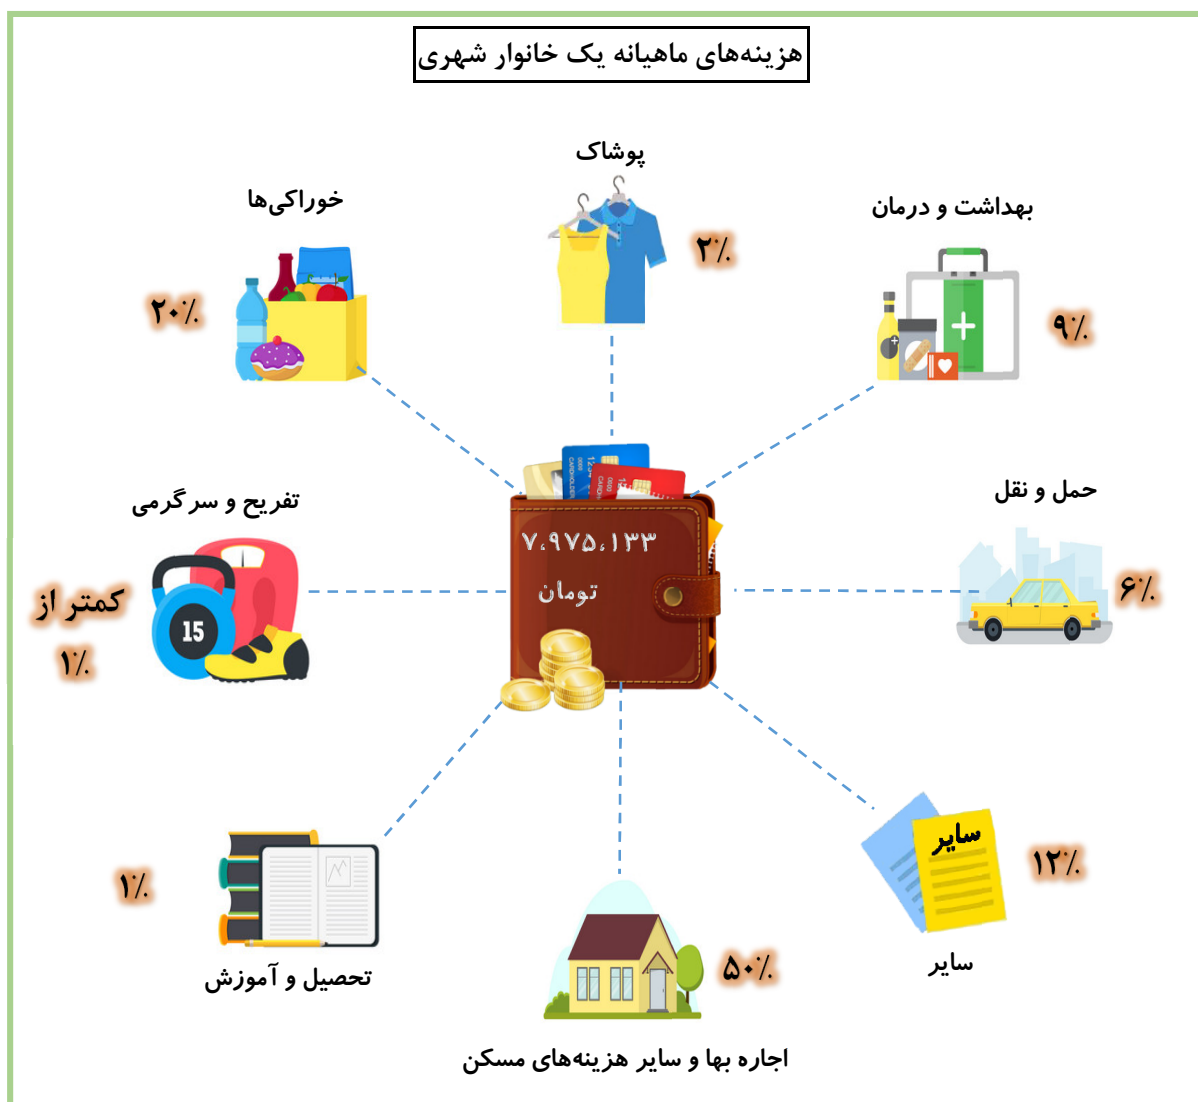 هزینه‌های ماهیانه یک خانوار شهری
پوشاک
۲٪
بهداشت و درمان
۹٪
خوراکی‌ها
۲۰٪
حمل و نقل
۶٪
تفریح و سرگرمی
کمتر از
۱٪
۷،۹۷۵،۱۳۳
تومان
15
سایر
۱۲٪
سایر
تحصیل و آموزش
۱٪
۵۰٪
اجاره بها و سایر هزینه‌های مسکن